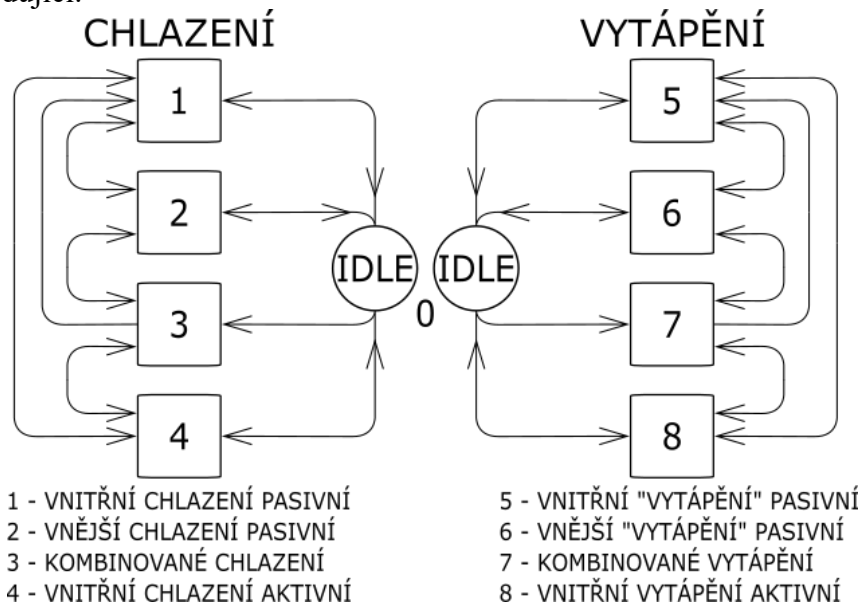 CHLAZENÍ
VYTÁPĚNÍ
1
5
2
6
IDLE
IDLE
0
3
7
4
8
1 - VNITŘNÍ CHLAZENÍ PASIVNÍ
2 - VNĚJŠÍ CHLAZENÍ PASIVNÍ
3 - KOMBINOVANÉ CHLAZENÍ
4 - VNITŘNÍ CHLAZENÍ AKTIVNÍ
5 - VNITŘNÍ "VYTÁPĚNÍ" PASIVNÍ
6 - VNĚJŠÍ "VYTÁPĚNÍ" PASIVNÍ
7 - KOMBINOVANÉ VYTÁPĚNÍ
8 - VNITŘNÍ VYTÁPĚNÍ AKTIVNÍ